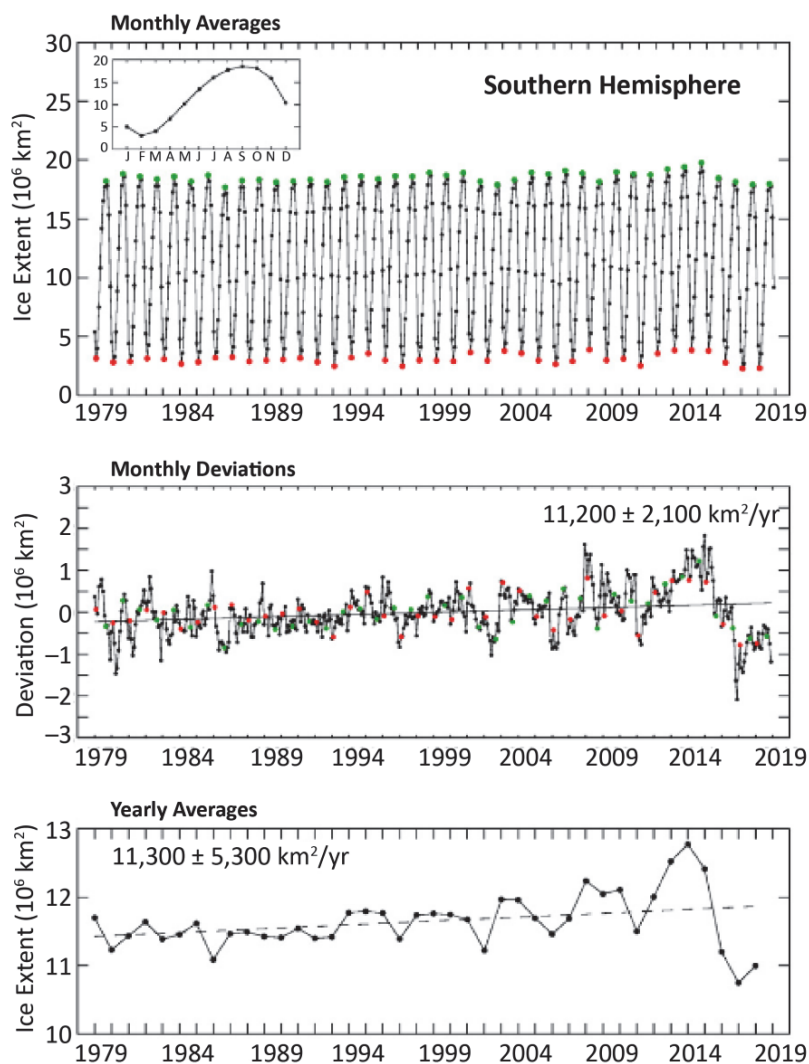 Monthly Averages
Ice Extent (10⁶ km²)
30
25
20
15
10
5
0
20
15
10
5
0
J F M A M J J A S O N D
Southern Hemisphere
1979 1984 1989 1994 1999 2004 2009 2014 2019
Monthly Deviations
Deviation (10⁶ km²)
3
2
1
0
−1
−2
−3
11,200 ± 2,100 km²/yr
1979 1984 1989 1994 1999 2004 2009 2014 2019
Yearly Averages
Ice Extent (10⁶ km²)
13
12
11
10
11,300 ± 5,300 km²/yr
1979 1984 1989 1994 1999 2004 2009 2014 2019